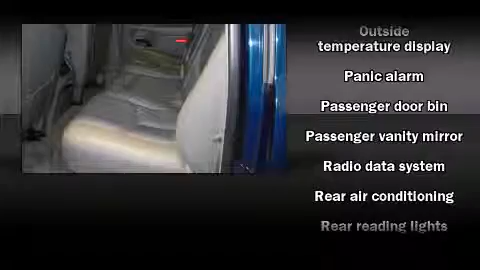 Outside
temperature display
Panic alarm
Passenger door bin
Passenger vanity mirror
Radio data system
Rear air conditioning
Rear reading lights